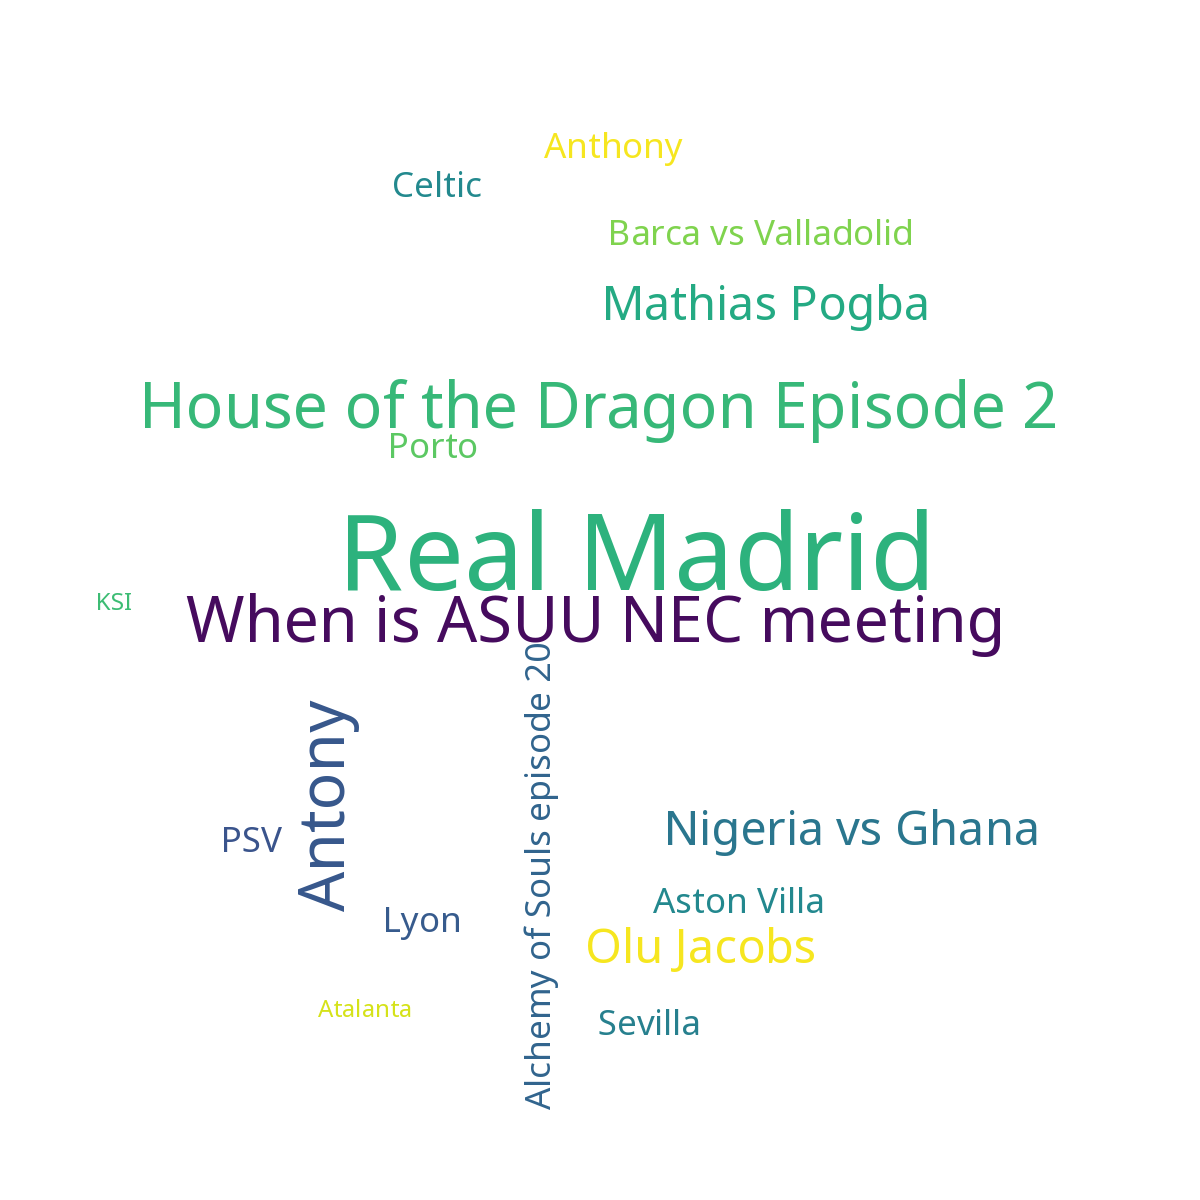 Anthony
Celtic
Barca vs Valladolid
Mathias Pogba
House of the Dragon Episode 2
Porto
Real Madrid
KSI
When is ASUU NEC meeting
Alchemy of Souls episode 20
Antony
Nigeria vs Ghana
PSV
Aston Villa
Lyon
Olu Jacobs
Atalanta
Sevilla